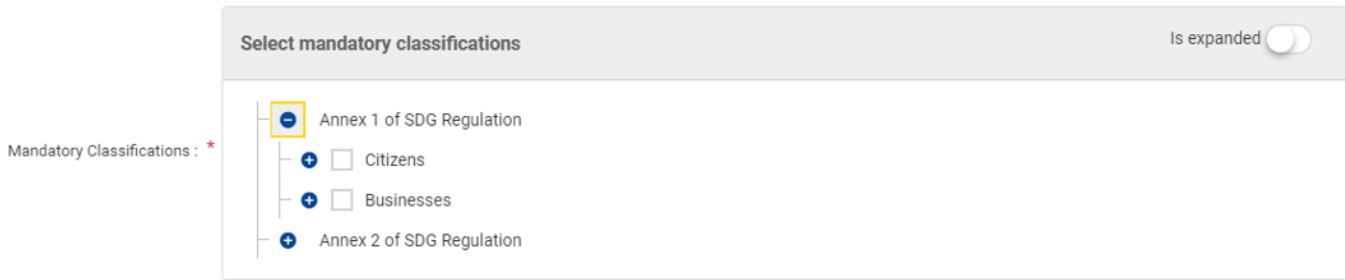 Select mandatory classifications
Is expanded
Annex 1 of SDG Regulation
Mandatory Classifications : *
Citizens
Businesses
Annex 2 of SDG Regulation